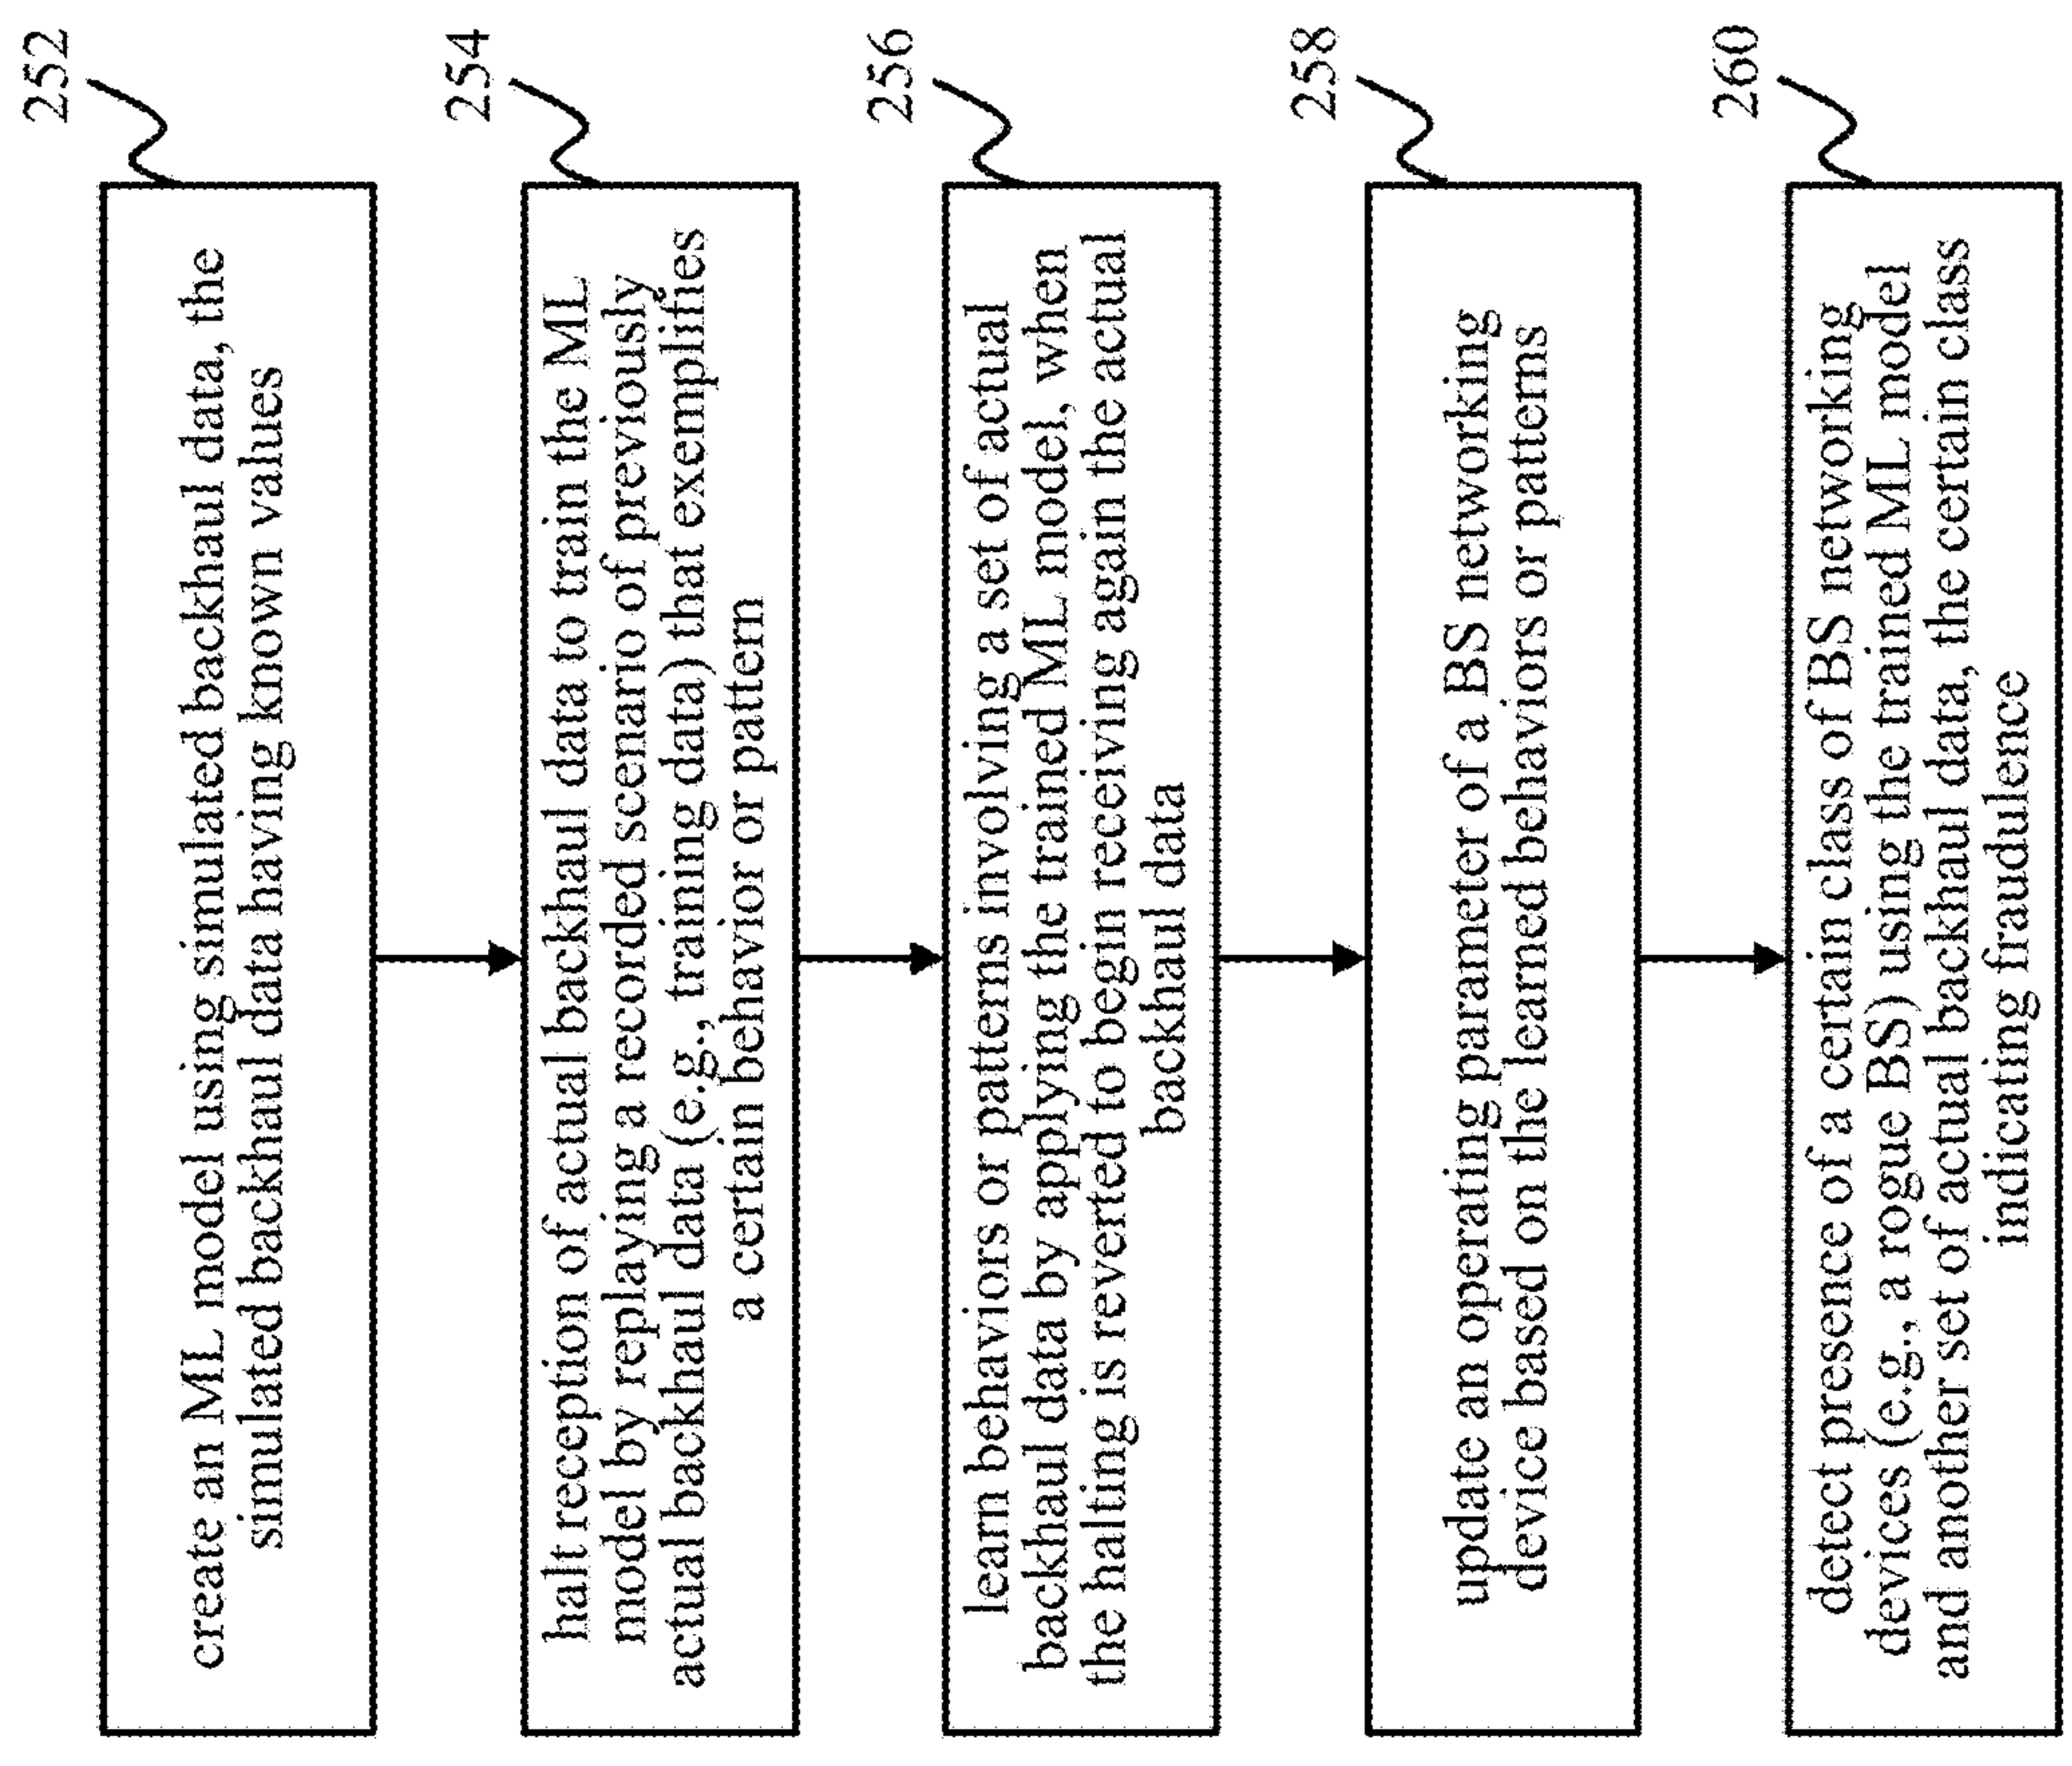 252
create an ML model using simulated backhaul data, the
simulated backhaul data having known values
254
halt reception of actual backhaul data to train the ML
model by replaying a recorded scenario of previously
actual backhaul data (e.g., training data) that exemplifies
a certain behavior or pattern
256
learn behaviors or patterns involving a set of actual
backhaul data by applying the trained ML model, when
the halting is reverted to begin receiving again the actual
backhaul data
258
update an operating parameter of a BS networking
device based on the learned behaviors or patterns
260
detect presence of a certain class of BS networking
devices (e.g., a rogue BS) using the trained ML model
and another set of actual backhaul data, the certain class
indicating fraudulence